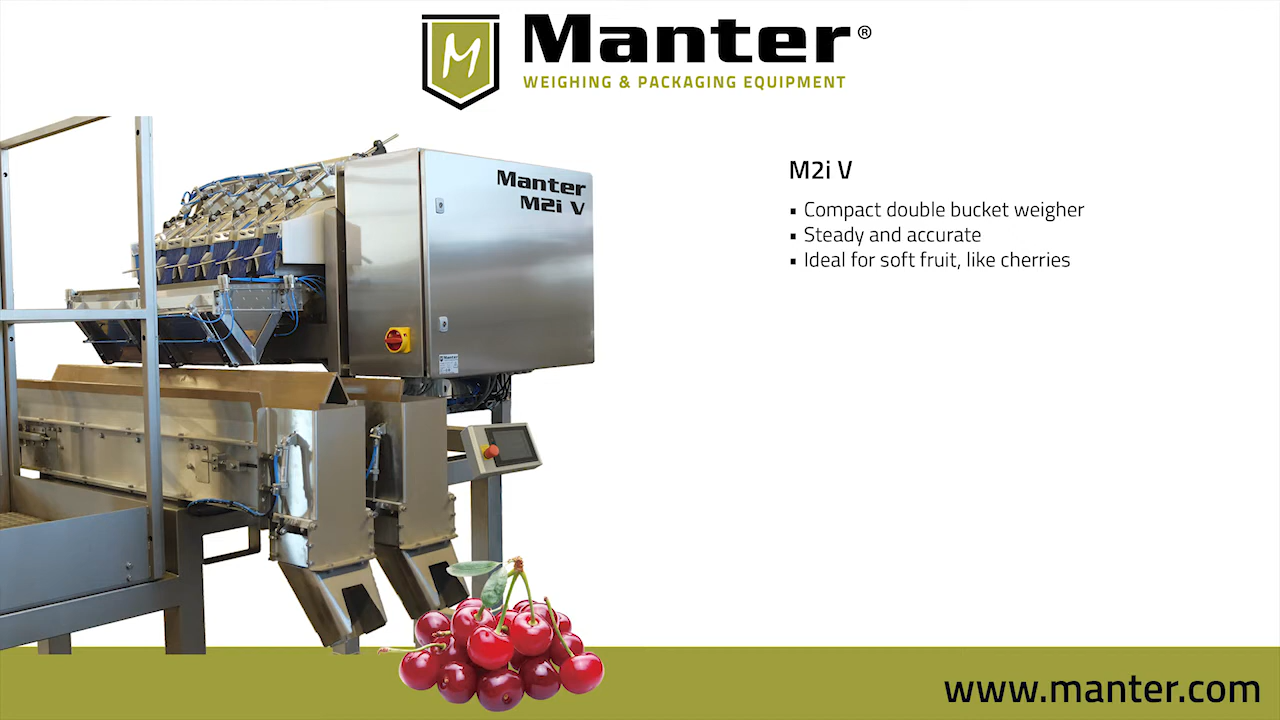 Manter®
WEIGHING & PACKAGING EQUIPMENT
M
Manter
M2i V
M2i V
▪ Compact double bucket weigher
▪ Steady and accurate
▪ Ideal for soft fruit, like cherries
Manter
www.manter.com